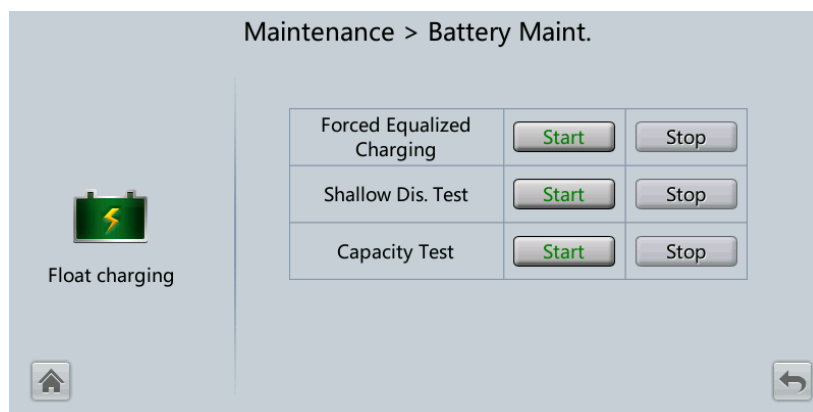 Maintenance > Battery Maint.
Forced Equalized
Charging
Start
Stop
Shallow Dis. Test
Start
Stop
Capacity Test
Start
Stop
Float charging